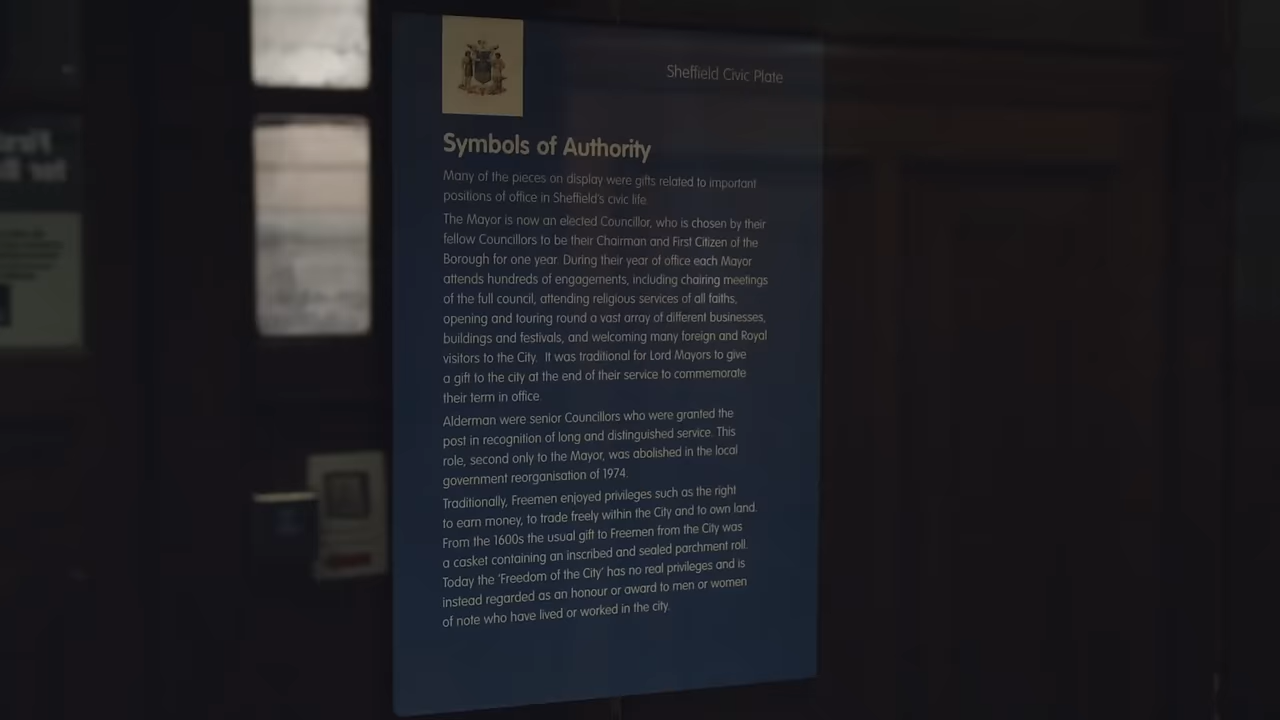 Sheffield Civic Plate
Symbols of Authority
Many of the pieces on display were gifts related to important
positions of office in Sheffield's civic life.
The Mayor is now an elected Councillor, who is chosen by their
fellow Councillors to be their Chairman and First Citizen of the
Borough for one year. During their year of office each Mayor
attends hundreds of engagements, including chairing meetings
of the full council, attending religious services of all faiths,
opening and touring round a vast array of different businesses,
buildings and festivals, and welcoming many foreign and Royal
visitors to the City. It was traditional for Lord Mayors to give
a gift to the city at the end of their service to commemorate
their term in office.
Alderman were senior Councillors who were granted the
post in recognition of long and distinguished service. This
role, second only to the Mayor, was abolished in the local
government reorganisation of 1974.
Traditionally, Freemen enjoyed privileges such as the right
to earn money, to trade freely within the City and to own land.
From the 1600s the usual gift to Freemen from the City was
a casket containing an inscribed and sealed parchment roll.
Today the 'Freedom of the City' has no real privileges and is
instead regarded as an honour or award to men or women
of note who have lived or worked in the city.